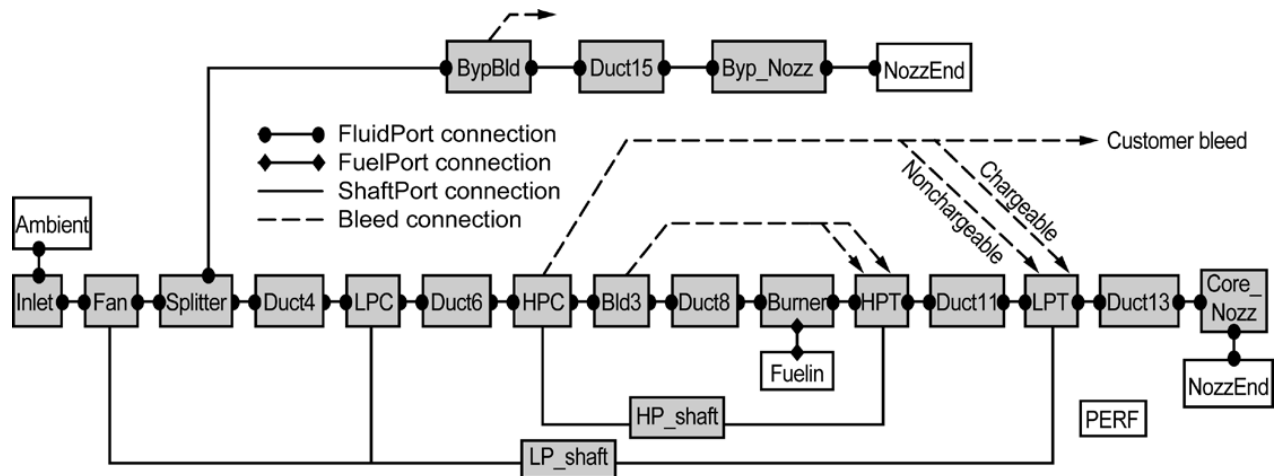 BypBld
Duct15
Byp_Nozz
NozzEnd
FluidPort connection
FuelPort connection
ShaftPort connection
Bleed connection
Customer bleed
Nonchargeable
Chargeable
Ambient
Inlet
Fan
Splitter
Duct4
LPC
Duct6
HPC
Bld3
Duct8
Burner
HPT
Duct11
LPT
Duct13
Core_
Nozz
Fuelin
NozzEnd
HP_shaft
PERF
LP_shaft